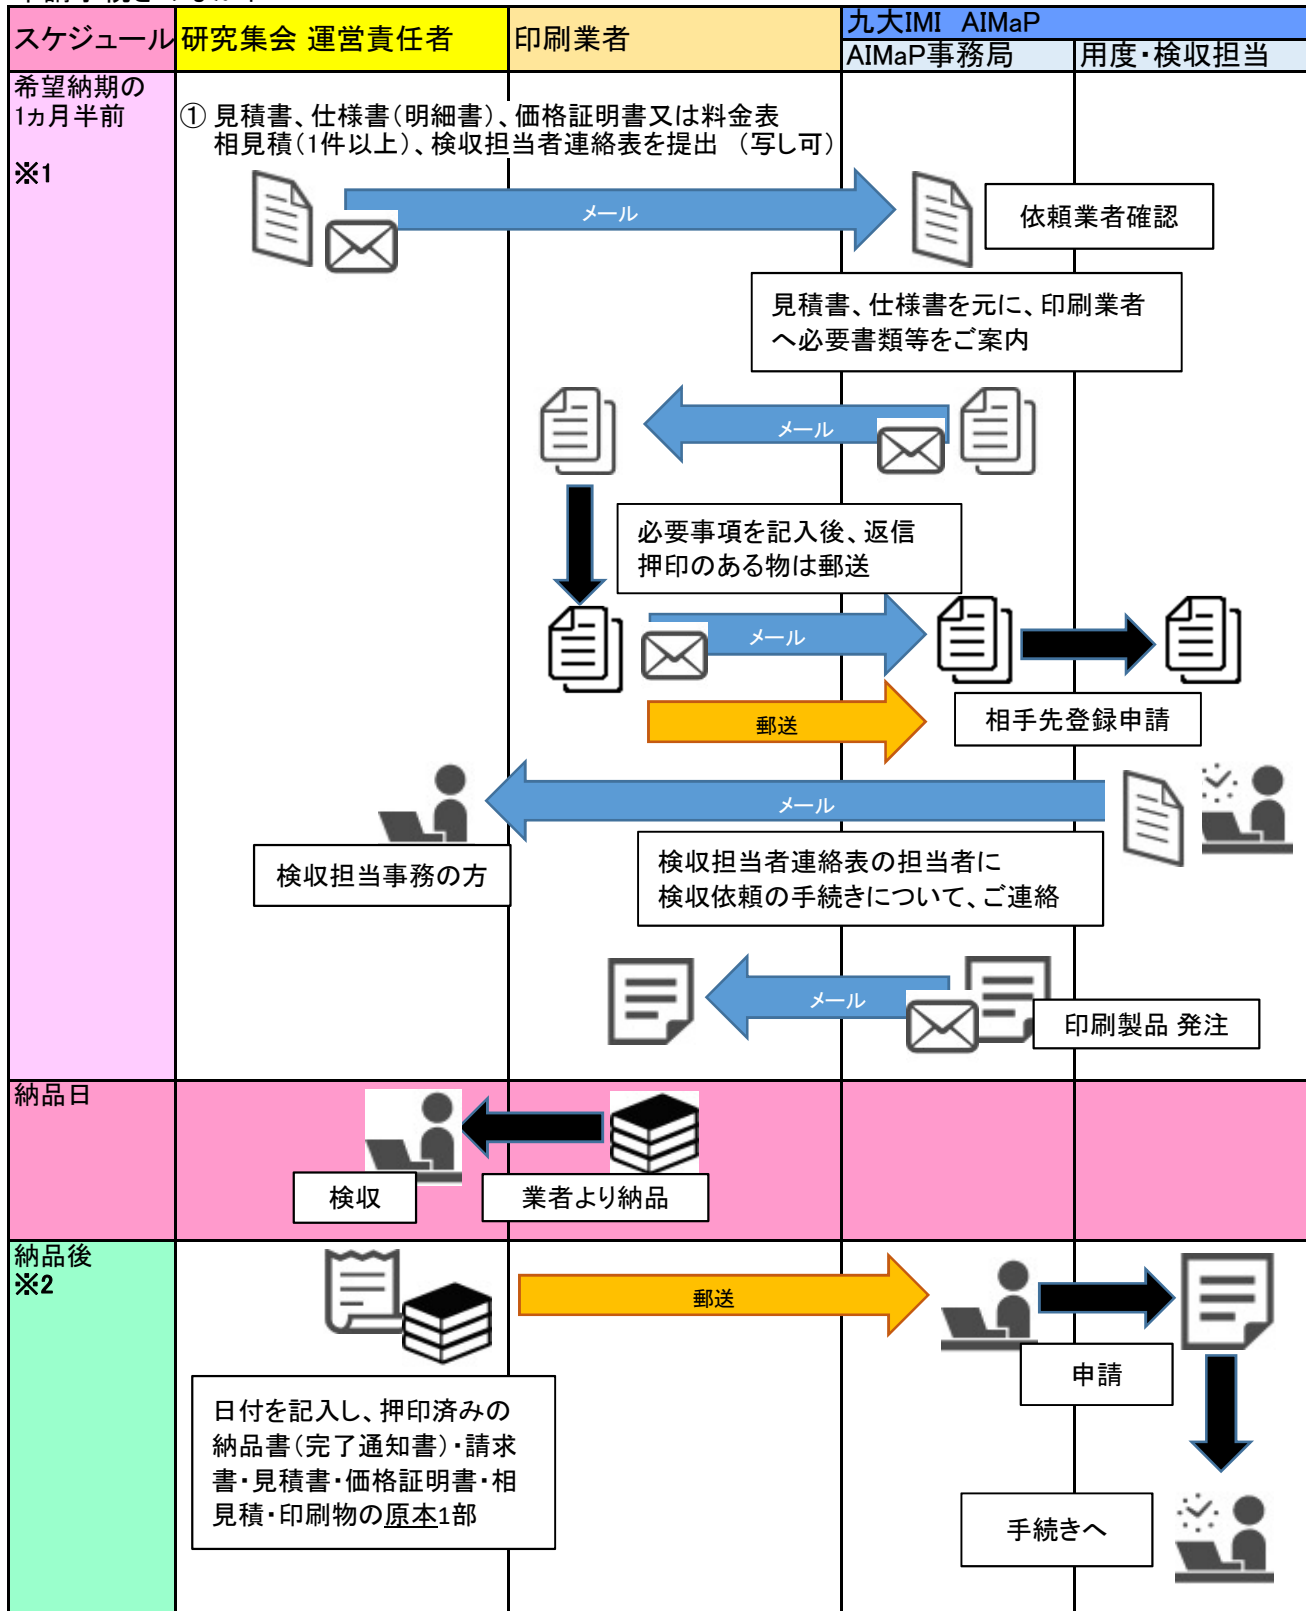 スケジュール
研究集会 運営責任者
印刷業者
九大IMI AIMaP
AIMaP事務局
用度・検収担当
希望納期の
1ヵ月半前
※1
① 見積書、仕様書（明細書）、価格証明書又は料金表
相見積（1件以上）、検収担当者連絡表を提出 （写し可）
メール
依頼業者確認
見積書、仕様書を元に、印刷業者
へ必要書類等をご案内
メール
必要事項を記入後、返信
押印のある物は郵送
メール
郵送
相手先登録申請
メール
検収担当事務の方
検収担当者連絡表の担当者に
検収依頼の手続きについて、ご連絡
メール
印刷製品 発注
納品日
検収
業者より納品
納品後
※2
郵送
申請
日付を記入し、押印済みの
納品書（完了通知書）・請求
書・見積書・価格証明書・相
見積・印刷物の原本1部
手続きへ